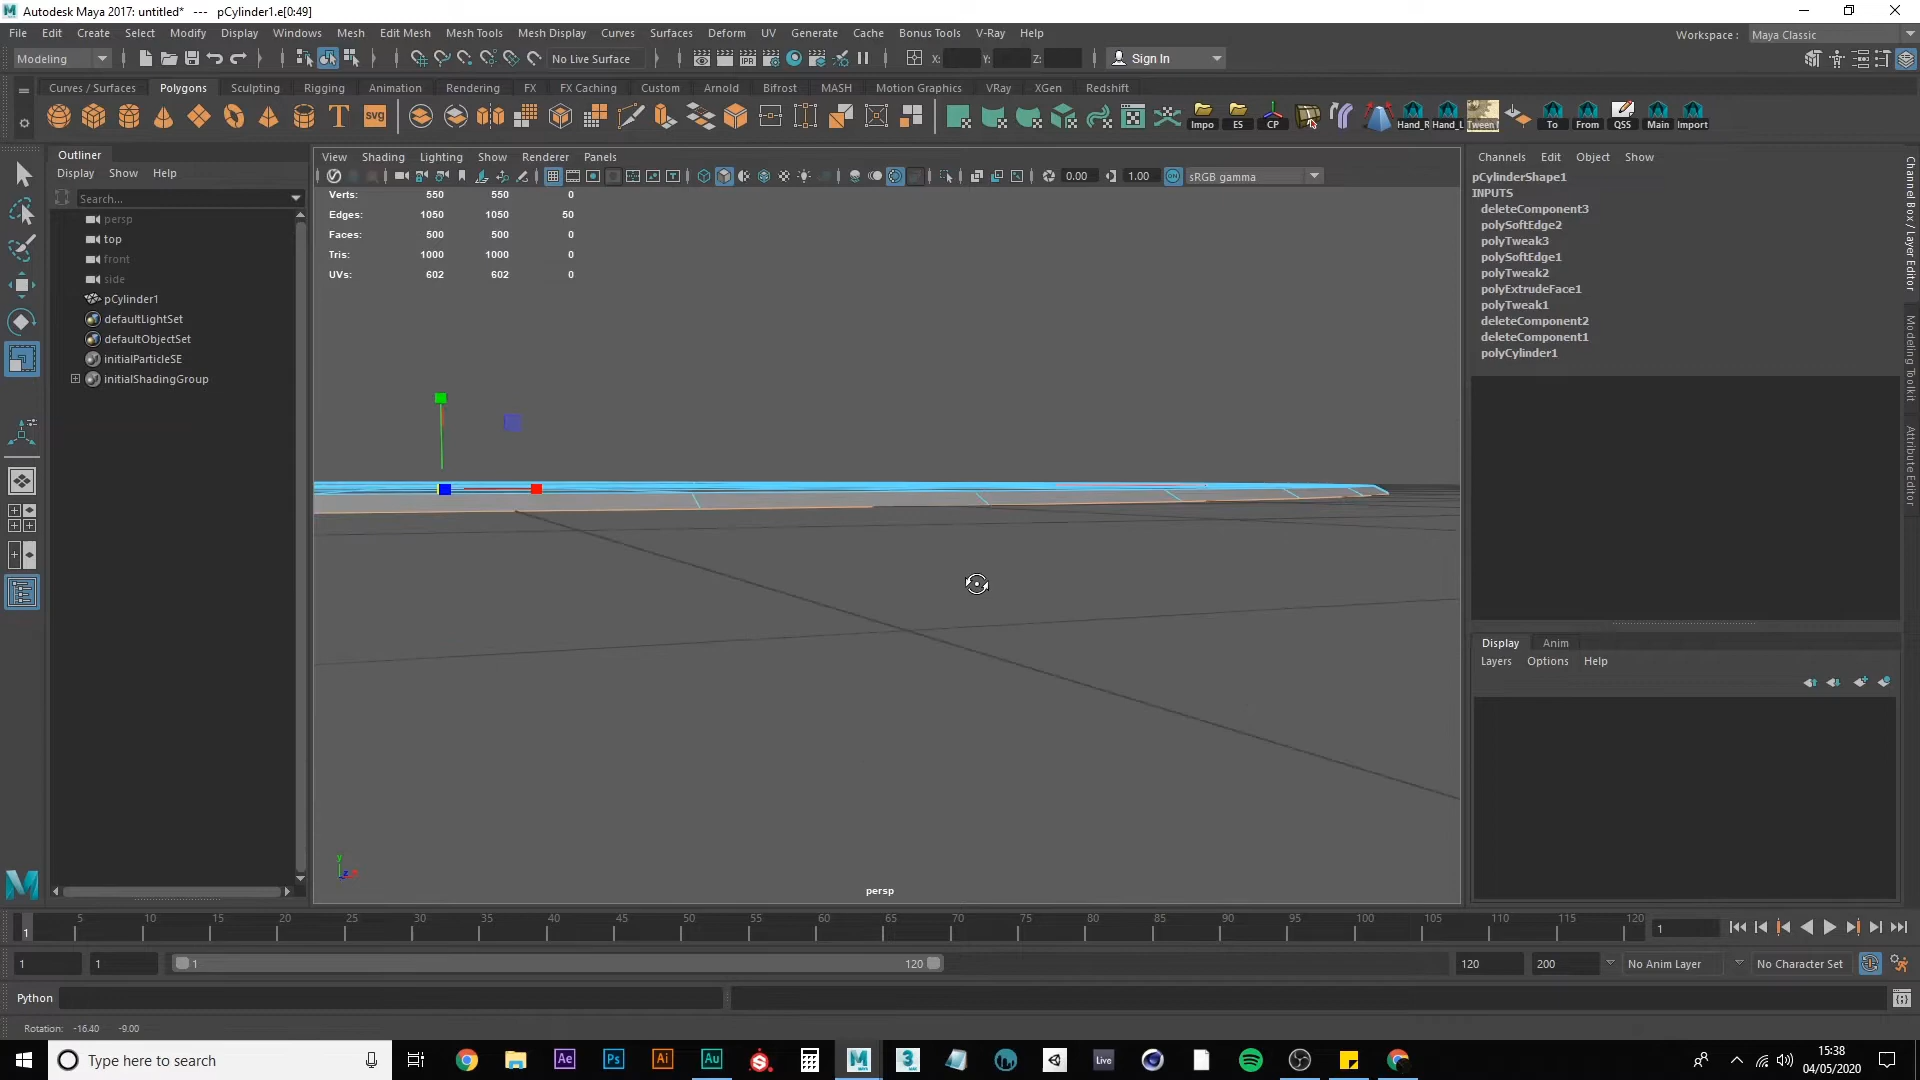 Autodesk Maya 2017: untitled* --- pCylinder1.e[0:49]
File Edit Create Select Modify Display Windows Mesh Edit Mesh Mesh Tools Mesh Display Curves Surfaces Deform UV Generate Cache Bonus Tools V-Ray Help Workspace : Maya Classic
Modeling No Live Surface X: Y: Z: Sign In
Curves / Surfaces Polygons Sculpting Rigging Animation Rendering FX FX Caching Custom Arnold Bifrost MASH Motion Graphics VRay XGen Redshift
T svg Impo ES CP Hand_R Hand_L To From QSS Main Import
Outliner
Display Show Help
Search...
persp
top
front
side
pCylinder1
defaultLightSet
defaultObjectSet
initialParticleSE
initialShadingGroup
View Shading Lighting Show Renderer Panels
0.00 1.00 ON sRGB gamma
Verts: 550 550 0
Edges: 1050 1050 50
Faces: 500 500 0
Tris: 1000 1000 0
UVs: 602 602 0
y
persp
Channels Edit Object Show
pCylinderShape1
INPUTS
deleteComponent3
polySoftEdge2
polyTweak3
polySoftEdge1
polyTweak2
polyExtrudeFace1
polyTweak1
deleteComponent2
deleteComponent1
polyCylinder1
Channel Box / Layer Editor
Modeling Toolkit
Attribute Editor
Display Anim
Layers Options Help
5 10 15 20 25 30 35 40 45 50 55 60 65 70 75 80 85 90 95 100 105 110 115 120
1 1
1 1 1 120 120 200 No Anim Layer No Character Set
Python
Rotation: -16.40 -9.00
Type here to search
Ae Ps Ai Au 3 Live
15:38
04/05/2020